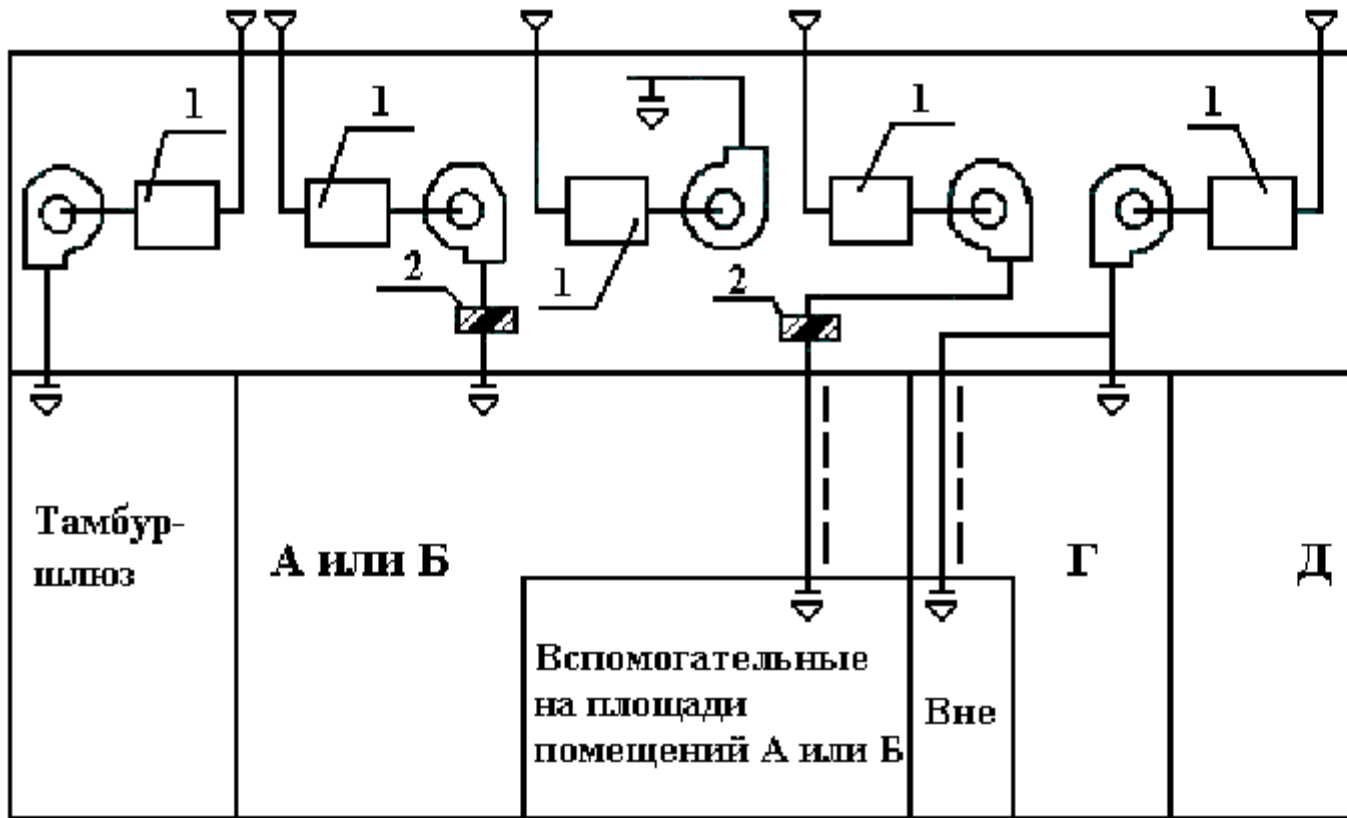 1
1
1
1
1
2
2
Тамбур-
шлюз
А или Б
Г
Д
Вспомогательные
на площади
помещений А или Б
Вне